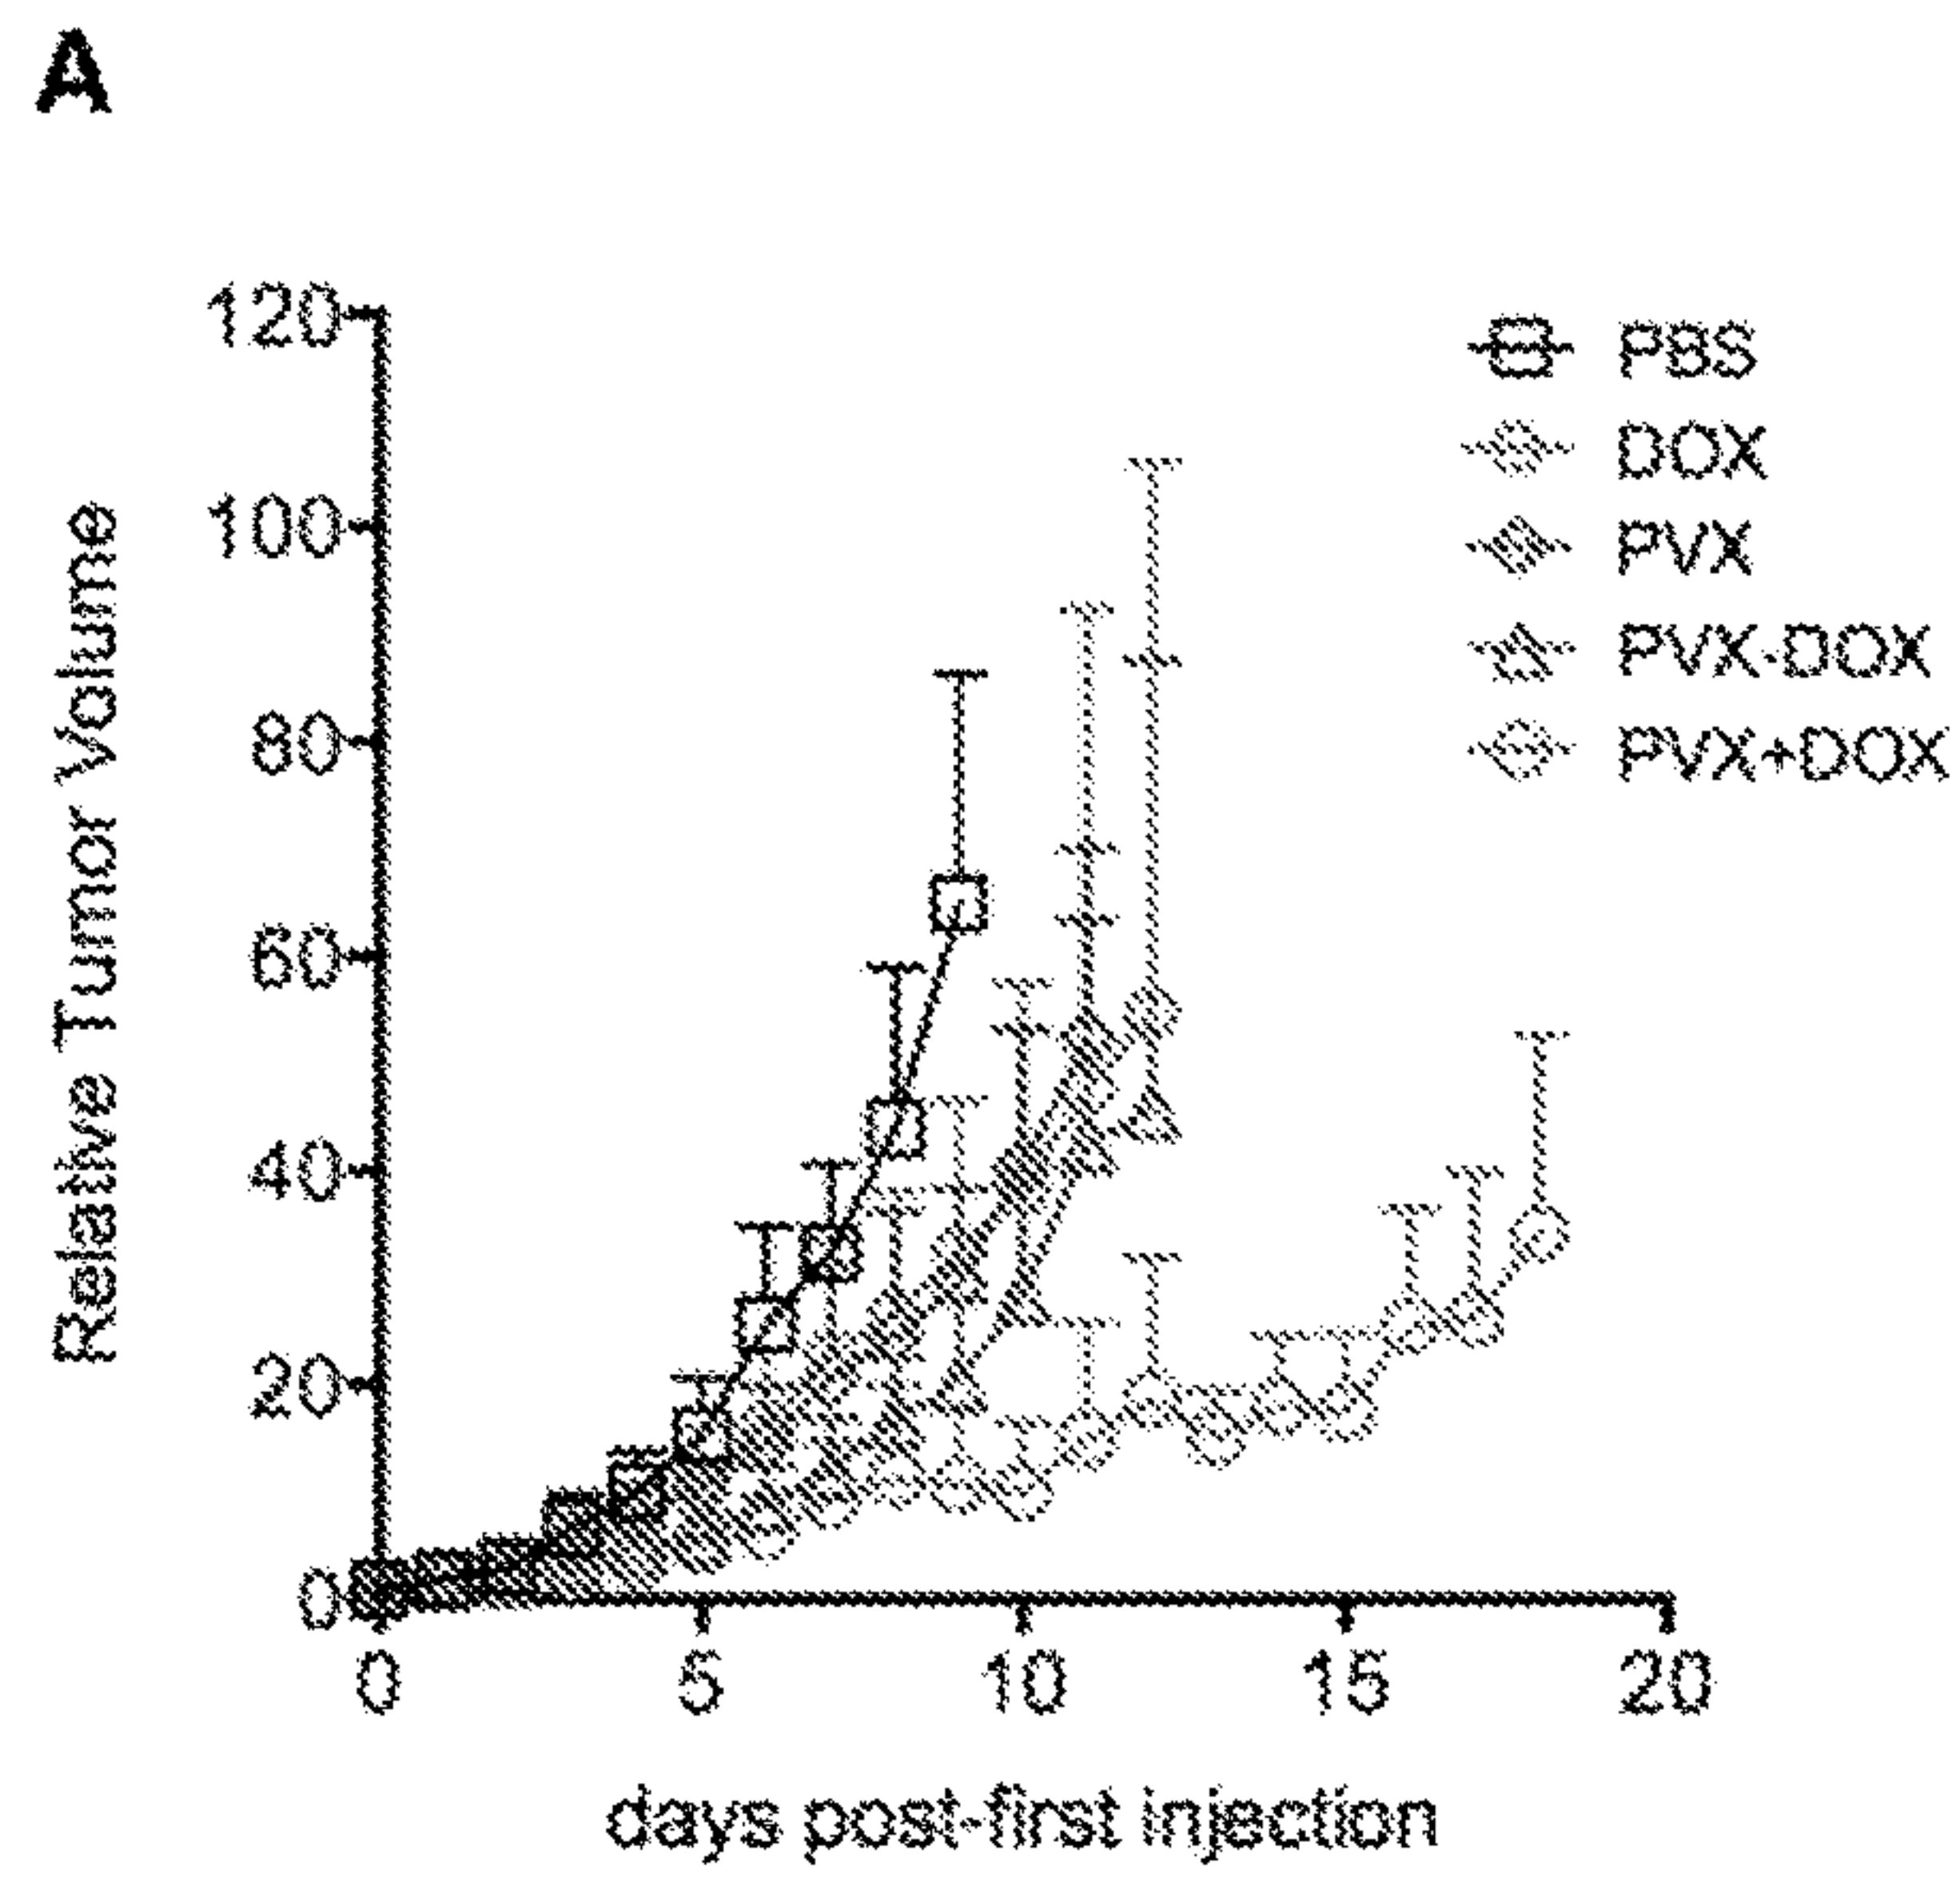 A
Relative Tumor Volume
120
100
80
60
40
20
0
0 5 10 15 20
days post-first injection
PBS
DOX
PVX
PVX-DOX
PVX+DOX